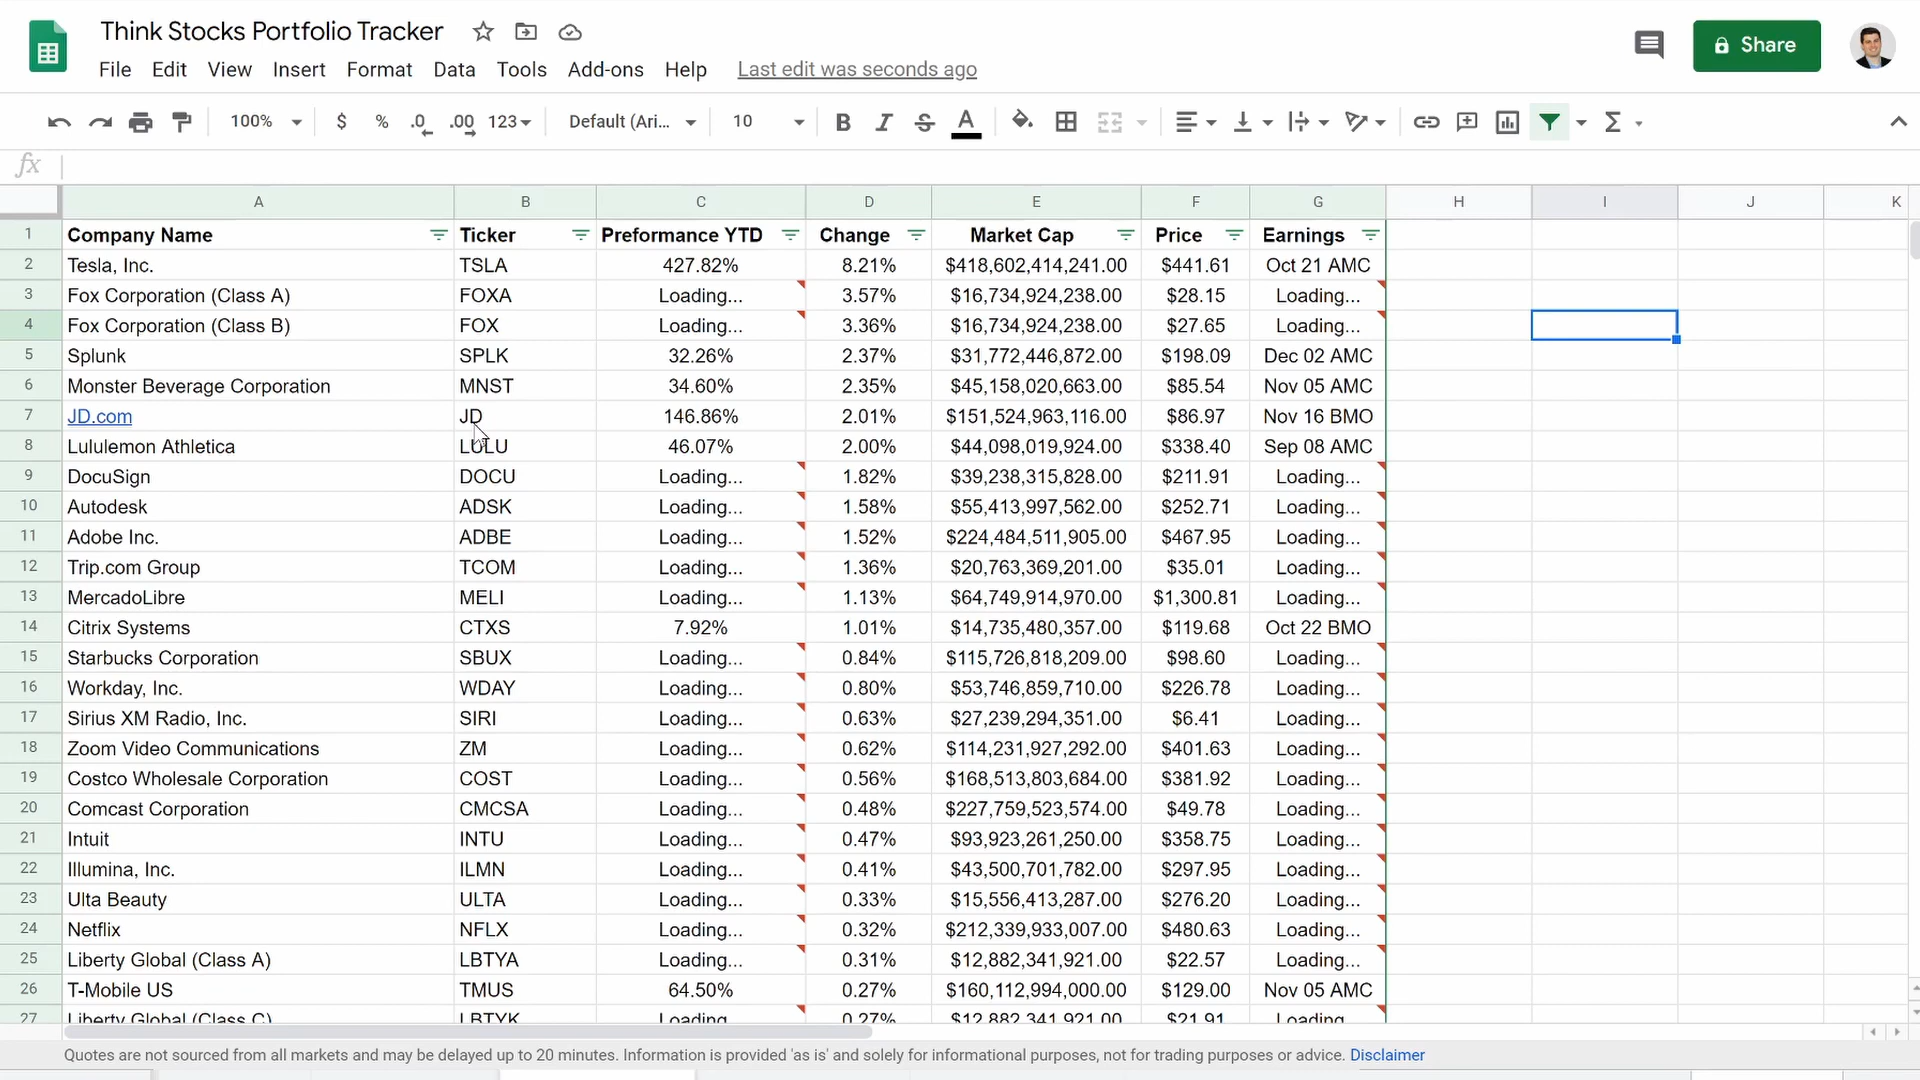 Think Stocks Portfolio Tracker
Share
File Edit View Insert Format Data Tools Add-ons Help Last edit was seconds ago
100% $ % .0 .00 123 Default (Ari... 10 B I S A Σ
fx
A B C D E F G H I J K
1 Company Name Ticker Preformance YTD Change Market Cap Price Earnings
2 Tesla, Inc. TSLA 427.82% 8.21% $418,602,414,241.00 $441.61 Oct 21 AMC
3 Fox Corporation (Class A) FOXA Loading... 3.57% $16,734,924,238.00 $28.15 Loading...
4 Fox Corporation (Class B) FOX Loading... 3.36% $16,734,924,238.00 $27.65 Loading...
5 Splunk SPLK 32.26% 2.37% $31,772,446,872.00 $198.09 Dec 02 AMC
6 Monster Beverage Corporation MNST 34.60% 2.35% $45,158,020,663.00 $85.54 Nov 05 AMC
7 JD.com JD 146.86% 2.01% $151,524,963,116.00 $86.97 Nov 16 BMO
8 Lululemon Athletica LULU 46.07% 2.00% $44,098,019,924.00 $338.40 Sep 08 AMC
9 DocuSign DOCU Loading... 1.82% $39,238,315,828.00 $211.91 Loading...
10 Autodesk ADSK Loading... 1.58% $55,413,997,562.00 $252.71 Loading...
11 Adobe Inc. ADBE Loading... 1.52% $224,484,511,905.00 $467.95 Loading...
12 Trip.com Group TCOM Loading... 1.36% $20,763,369,201.00 $35.01 Loading...
13 MercadoLibre MELI Loading... 1.13% $64,749,914,970.00 $1,300.81 Loading...
14 Citrix Systems CTXS 7.92% 1.01% $14,735,480,357.00 $119.68 Oct 22 BMO
15 Starbucks Corporation SBUX Loading... 0.84% $115,726,818,209.00 $98.60 Loading...
16 Workday, Inc. WDAY Loading... 0.80% $53,746,859,710.00 $226.78 Loading...
17 Sirius XM Radio, Inc. SIRI Loading... 0.63% $27,239,294,351.00 $6.41 Loading...
18 Zoom Video Communications ZM Loading... 0.62% $114,231,927,292.00 $401.63 Loading...
19 Costco Wholesale Corporation COST Loading... 0.56% $168,513,803,684.00 $381.92 Loading...
20 Comcast Corporation CMCSA Loading... 0.48% $227,759,523,574.00 $49.78 Loading...
21 Intuit INTU Loading... 0.47% $93,923,261,250.00 $358.75 Loading...
22 Illumina, Inc. ILMN Loading... 0.41% $43,500,701,782.00 $297.95 Loading...
23 Ulta Beauty ULTA Loading... 0.33% $15,556,413,287.00 $276.20 Loading...
24 Netflix NFLX Loading... 0.32% $212,339,933,007.00 $480.63 Loading...
25 Liberty Global (Class A) LBTYA Loading... 0.31% $12,882,341,921.00 $22.57 Loading...
26 T-Mobile US TMUS 64.50% 0.27% $160,112,994,000.00 $129.00 Nov 05 AMC
27 Liberty Global (Class C) LBTYK Loading 0.27% $12,882,341,921.00 $21.91 Loading
Quotes are not sourced from all markets and may be delayed up to 20 minutes. Information is provided 'as is' and solely for informational purposes, not for trading purposes or advice. Disclaimer